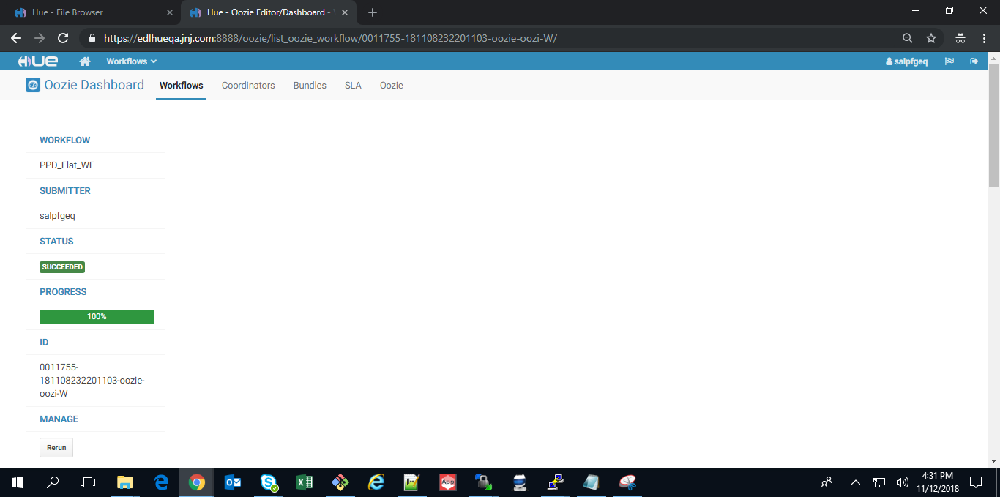 Hue - File Browser
Hue - Oozie Editor/Dashboard -
https://edlhueqa.jnj.com:8888/oozie/list_oozie_workflow/0011755-181108232201103-oozie-oozi-W/
HUE Workflows salpfgeq
Oozie Dashboard Workflows Coordinators Bundles SLA Oozie
WORKFLOW
PPD_Flat_WF
SUBMITTER
salpfgeq
STATUS
SUCCEEDED
PROGRESS
100%
ID
0011755-
181108232201103-oozie-
oozi-W
MANAGE
Rerun
App
4:31 PM
11/12/2018